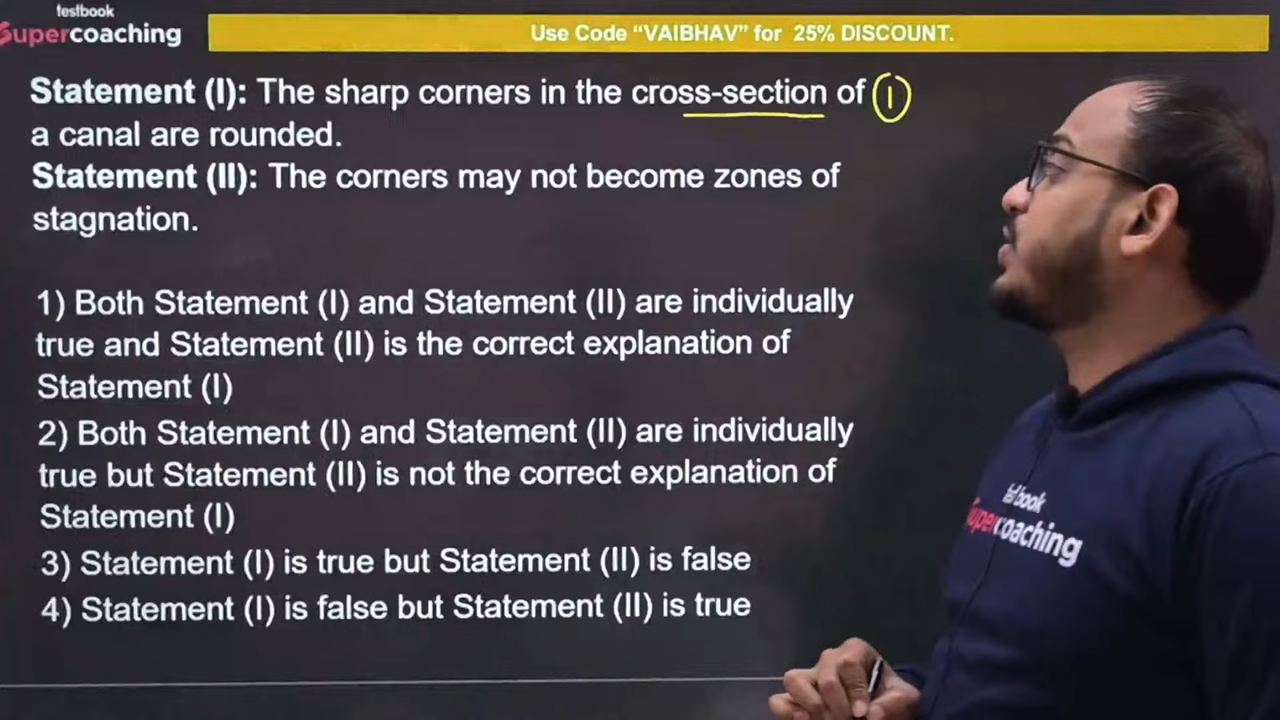 testbook
Supercoaching
Use Code “VAIBHAV” for 25% DISCOUNT.
Statement (I): The sharp corners in the cross-section of 1
a canal are rounded.
Statement (II): The corners may not become zones of
stagnation.
1) Both Statement (I) and Statement (II) are individually
true and Statement (II) is the correct explanation of
Statement (I)
2) Both Statement (I) and Statement (II) are individually
true but Statement (II) is not the correct explanation of
Statement (I)
3) Statement (I) is true but Statement (II) is false
4) Statement (I) is false but Statement (II) is true
testbook
Supercoaching